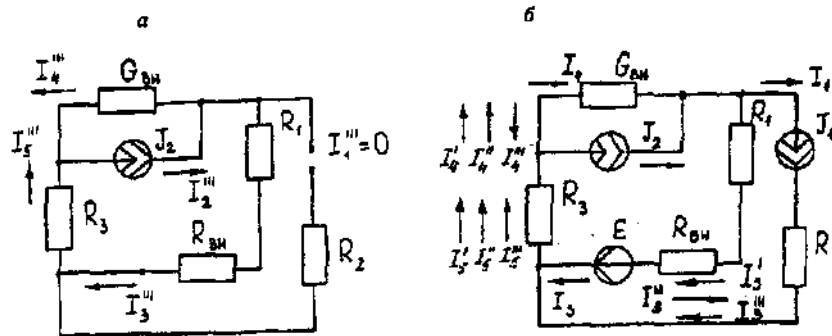 а
б
I₄''' G_вн
I₅''' J₂ R₁ I₁'''=0
I₂'''
R₃ R_вн R₂
I₃'''
I₄ G_вн I₁
I₄' I₄'' I₄''' J₂ R₁ J₁
R₃ E R_вн R
I₅' I₅'' I₅''' I₃ I₃'' I₃' I₃'''